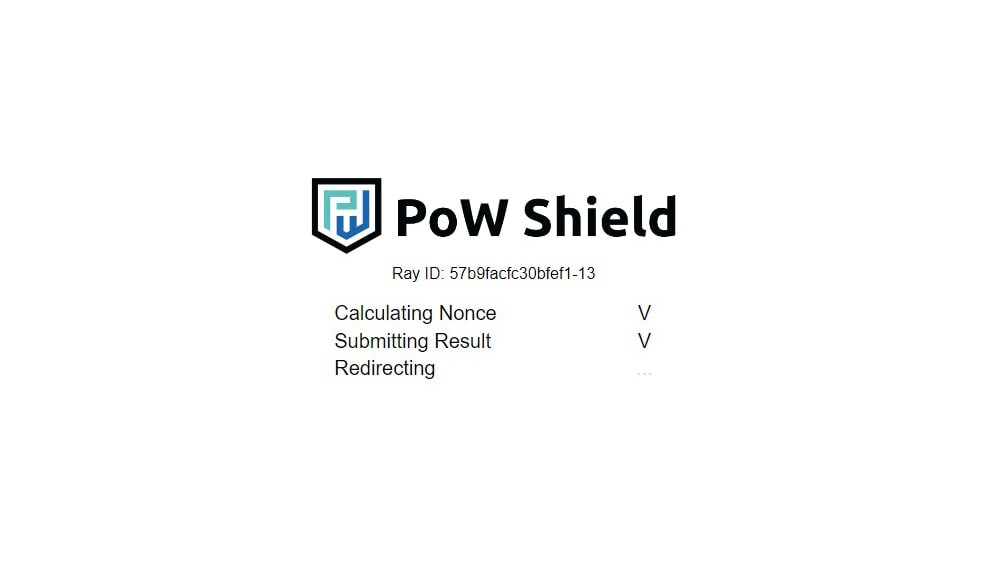 PoW Shield
Ray ID: 57b9facfc30bfef1-13
Calculating Nonce V
Submitting Result V
Redirecting ...